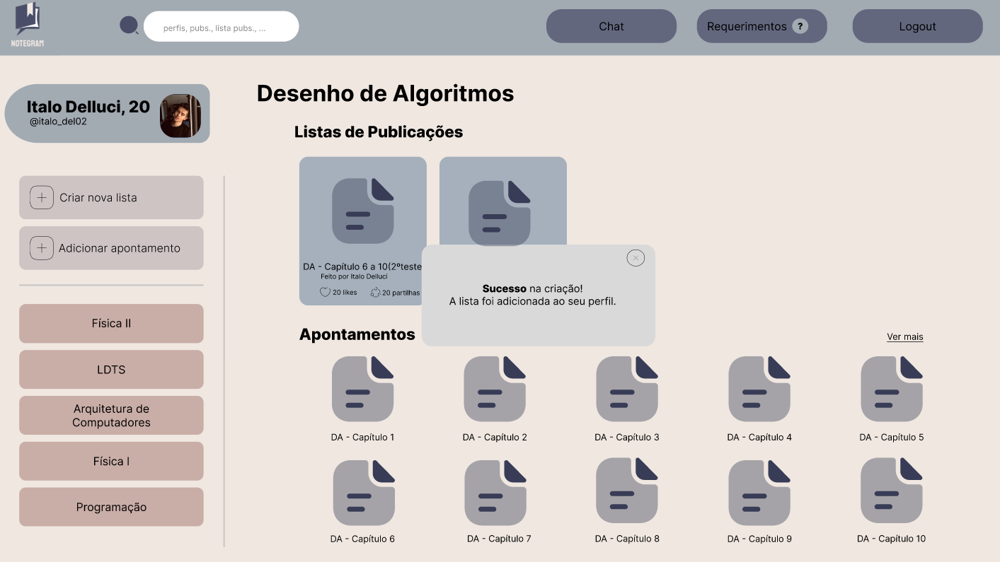 NOTEGRAM
perfis, pubs., lista pubs., ...
Chat
Requerimentos ?
Logout
Italo Delluci, 20
@italo_del02
Criar nova lista
Adicionar apontamento
Física II
LDTS
Arquitetura de
Computadores
Física I
Programação
Desenho de Algoritmos
Listas de Publicações
DA - Capítulo 6 a 10(2ºteste
Feito por Italo Delluci
20 likes
20 partilhas
Sucesso na criação!
A lista foi adicionada ao seu perfil.
Apontamentos
Ver mais
DA - Capítulo 1
DA - Capítulo 2
DA - Capítulo 3
DA - Capítulo 4
DA - Capítulo 5
DA - Capítulo 6
DA - Capítulo 7
DA - Capítulo 8
DA - Capítulo 9
DA - Capítulo 10